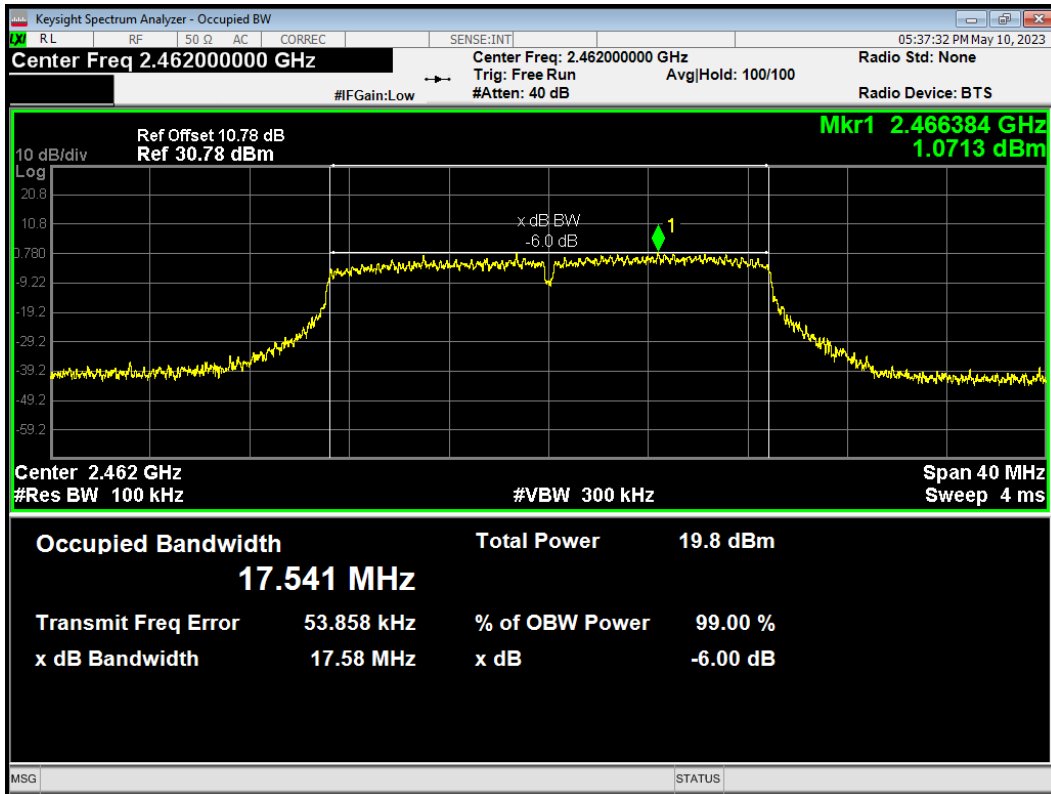 Keysight Spectrum Analyzer - Occupied BW
LXI RL RF 50 Ω AC CORREC SENSE:INT 05:37:32 PM May 10, 2023
Center Freq 2.462000000 GHz
Center Freq: 2.462000000 GHz Radio Std: None
Trig: Free Run Avg|Hold: 100/100
#IFGain:Low #Atten: 40 dB Radio Device: BTS
Mkr1 2.466384 GHz
1.0713 dBm
Ref Offset 10.78 dB
10 dB/div Ref 30.78 dBm
Log
20.8
10.8
0.780
-9.22
-19.2
-29.2
-39.2
-49.2
-59.2
x dB BW
-6.0 dB
1
Center 2.462 GHz Span 40 MHz
#Res BW 100 kHz #VBW 300 kHz Sweep 4 ms
Occupied Bandwidth Total Power 19.8 dBm
17.541 MHz
Transmit Freq Error 53.858 kHz % of OBW Power 99.00 %
x dB Bandwidth 17.58 MHz x dB -6.00 dB
MSG STATUS